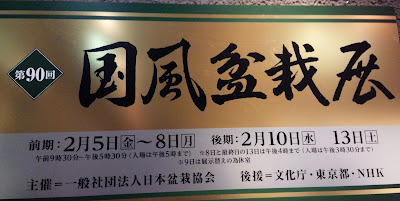 第90回 国風盆栽展
前期:2月5日金~8日月 後期:2月10日水 13日土
午前9時30分~午後5時30分(入場は午後5時まで) ※8日と最終日の13日は午後4時まで(入場は午後3時まで)
※9日は展示替えの為休室
主催=一般社団法人日本盆栽協会 後援=文化庁・東京都・NHK